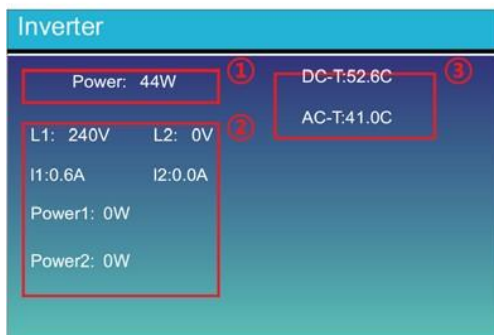 Inverter
Power: 44W
①
DC-T:52.6C
③
AC-T:41.0C
L1: 240V L2: 0V
②
I1:0.6A I2:0.0A
Power1: 0W
Power2: 0W